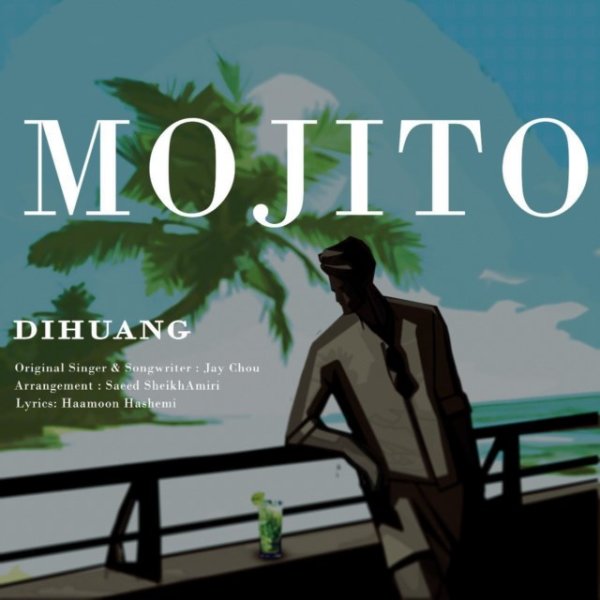 MOJITO
DIHUANG
Original Singer & Songwriter : Jay Chou
Arrangement : Saeed SheikhAmiri
Lyrics: Haamoon Hashemi